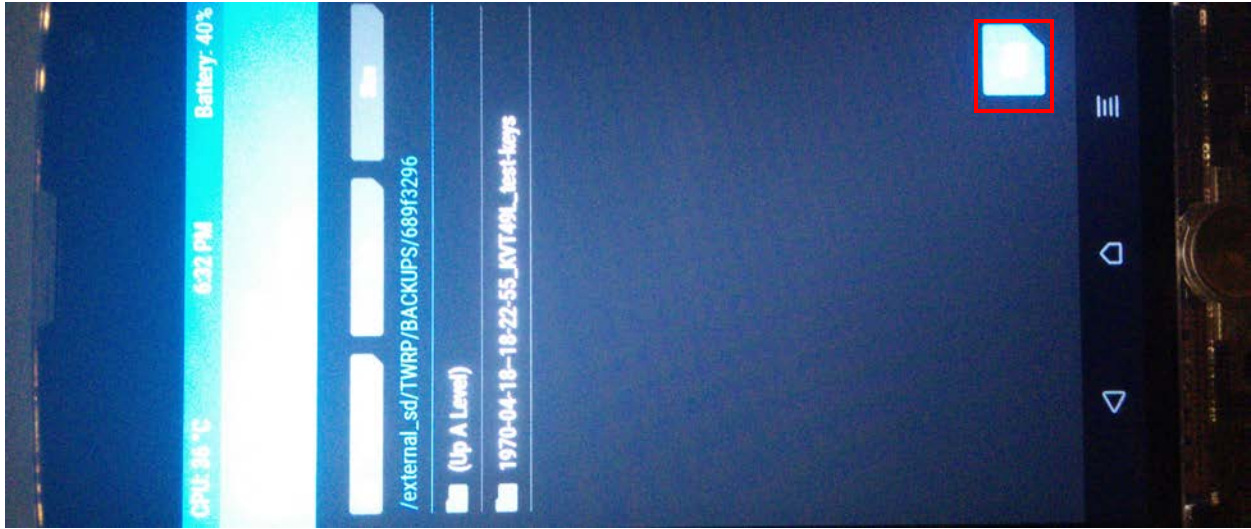 CPU: 36 °C 6:32 PM Battery: 40%
/external_sd/TWRP/BACKUPS/689f3296
(Up A Level)
1970-04-18--18-22-55_KVT49L_test-keys